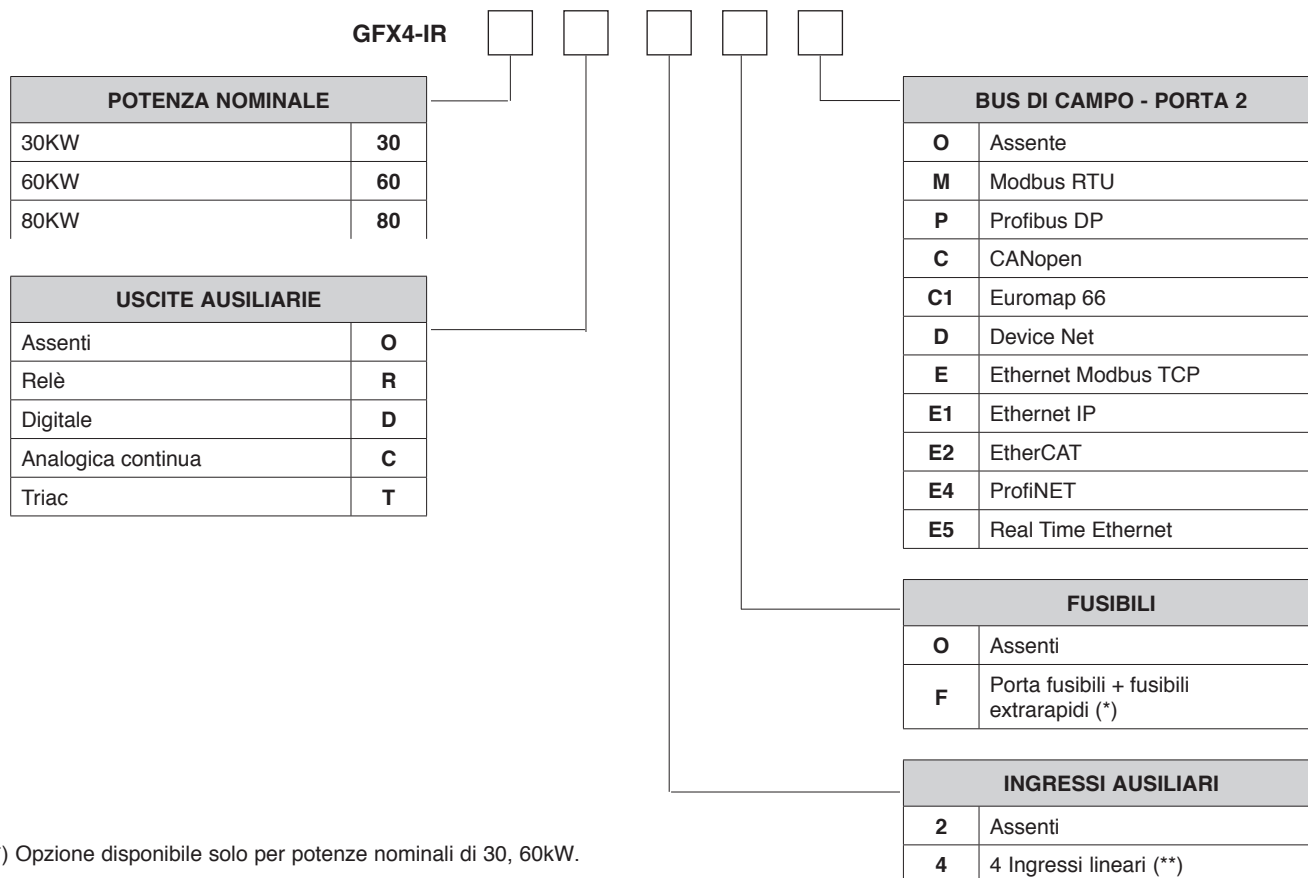 GFX4-IR
POTENZA NOMINALE
30KW 30
60KW 60
80KW 80
USCITE AUSILIARIE
Assenti O
Relè R
Digitale D
Analogica continua C
Triac T
BUS DI CAMPO - PORTA 2
O Assente
M Modbus RTU
P Profibus DP
C CANopen
C1 Euromap 66
D Device Net
E Ethernet Modbus TCP
E1 Ethernet IP
E2 EtherCAT
E4 ProfiNET
E5 Real Time Ethernet
FUSIBILI
O Assenti
F Porta fusibili + fusibili
extrarapidi (*)
INGRESSI AUSILIARI
2 Assenti
4 4 Ingressi lineari (**)
) Opzione disponibile solo per potenze nominali di 30, 60kW.